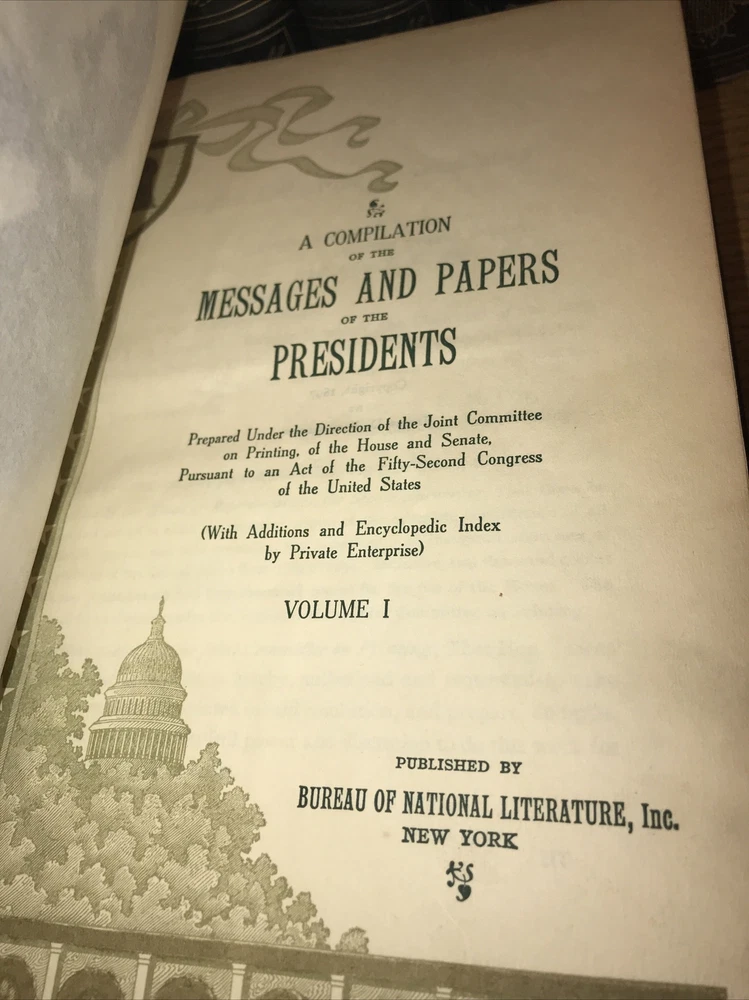 A COMPILATION
OF THE
MESSAGES AND PAPERS
OF THE
PRESIDENTS
Prepared Under the Direction of the Joint Committee
on Printing, of the House and Senate,
Pursuant to an Act of the Fifty-Second Congress
of the United States
(With Additions and Encyclopedic Index
by Private Enterprise)
VOLUME I
PUBLISHED BY
BUREAU OF NATIONAL LITERATURE, Inc.
NEW YORK